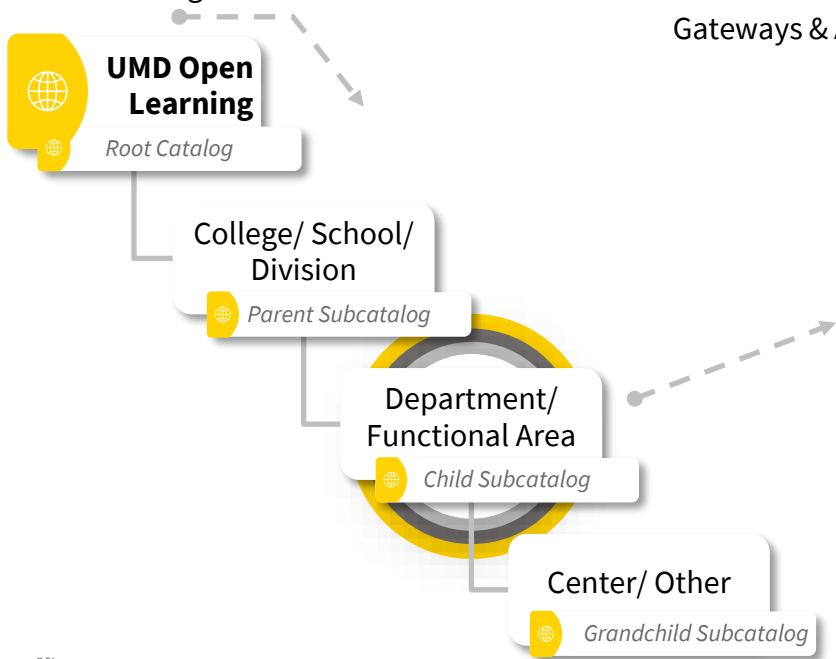 Gateways &
UMD Open
Learning
Root Catalog
College/ School/
Division
Parent Subcatalog
Department/
Functional Area
Child Subcatalog
Center/ Other
Grandchild Subcatalog